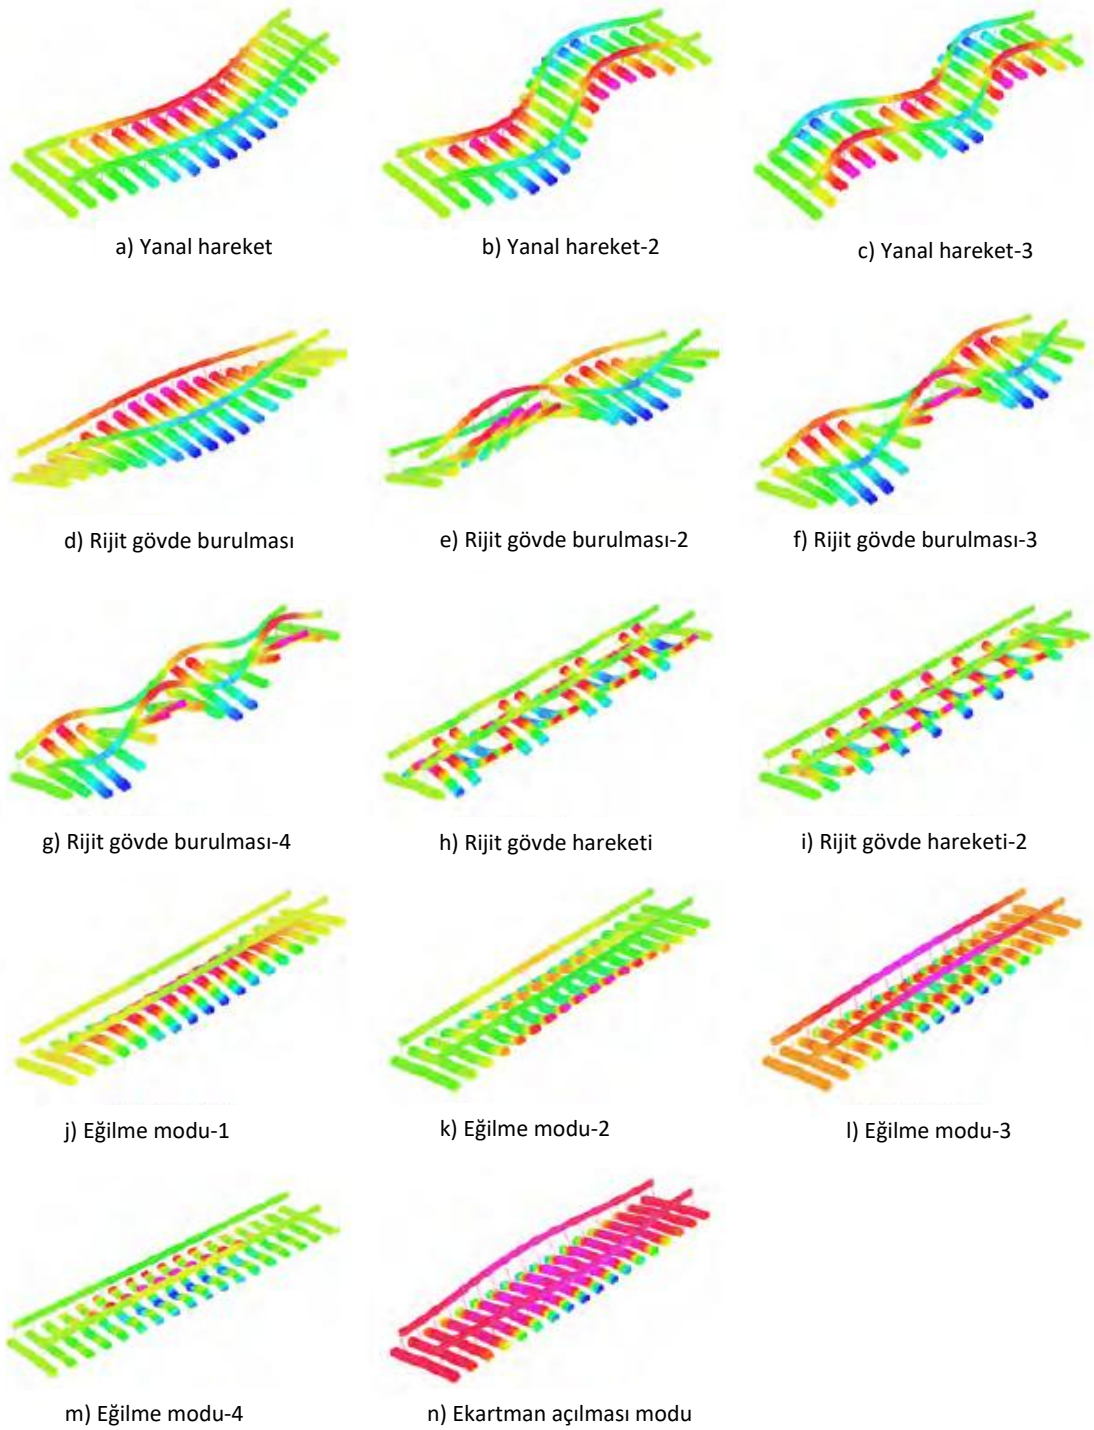 a) Yanal hareket
b) Yanal hareket-2
c) Yanal hareket-3
d) Rijit gövde burulması
e) Rijit gövde burulması-2
f) Rijit gövde burulması-3
g) Rijit gövde burulması-4
h) Rijit gövde hareketi
i) Rijit gövde hareketi-2
j) Eğilme modu-1
k) Eğilme modu-2
l) Eğilme modu-3
m) Eğilme modu-4
n) Ekartman açılması modu